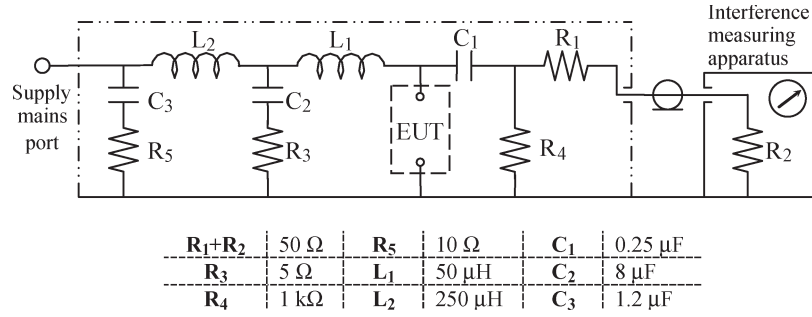 Interference
measuring
apparatus
L₂
L₁
C₁
R₁
Supply
mains
port
C₃
C₂
EUT
R₅
R₃
R₄
R₂
R₁+R₂ 50 Ω R₅ 10 Ω C₁ 0.25 µF
R₃ 5 Ω L₁ 50 µH C₂ 8 µF
R₄ 1 kΩ L₂ 250 µH C₃ 1.2 µF